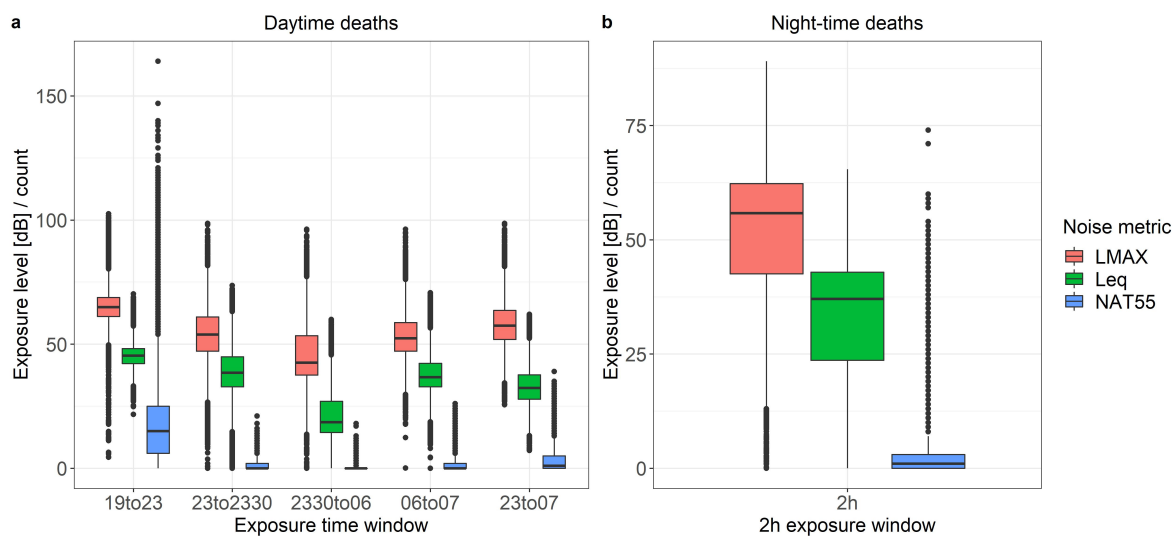 a
Daytime deaths
Exposure level [dB] / count
150
100
50
0
19to23 23to2330 2330to06 06to07 23to07
Exposure time window
b
Night-time deaths
Exposure level [dB] / count
75
50
25
0
2h
2h exposure window
Noise metric
LMAX
Leq
NAT55